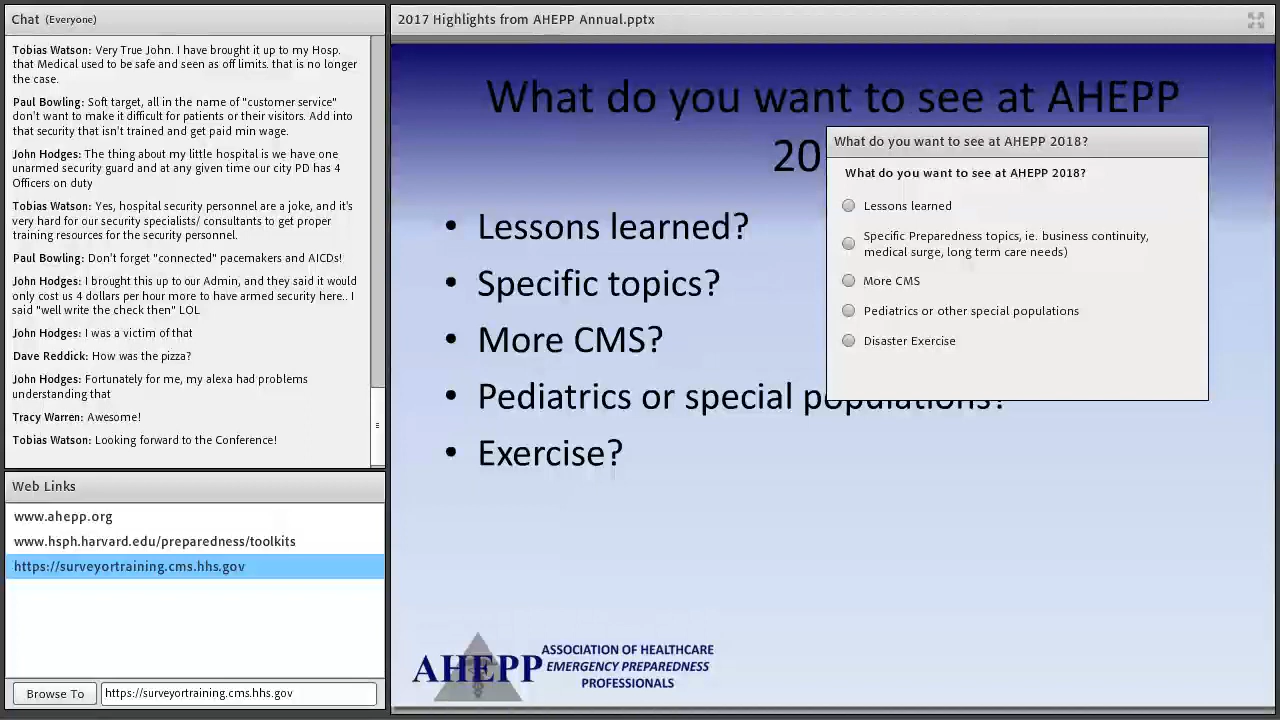 Chat (Everyone)
Tobias Watson: Very True John. I have brought it up to my Hosp.
that Medical used to be safe and seen as off limits. that is no longer
the case.
Paul Bowling: Soft target, all in the name of "customer service"
don't want to make it difficult for patients or their visitors. Add into
that security that isn't trained and get paid min wage.
John Hodges: The thing about my little hospital is we have one
unarmed security guard and at any given time our city PD has 4
Officers on duty
Tobias Watson: Yes, hospital security personnel are a joke, and it's
very hard for our security specialists/ consultants to get proper
training resources for the security personnel.
Paul Bowling: Don't forget "connected" pacemakers and AICDs!
John Hodges: I brought this up to our Admin, and they said it would
only cost us 4 dollars per hour more to have armed security here.. I
said "well write the check then" LOL
John Hodges: I was a victim of that
Dave Reddick: How was the pizza?
John Hodges: Fortunately for me, my alexa had problems
understanding that
Tracy Warren: Awesome!
Tobias Watson: Looking forward to the Conference!
Web Links
www.ahepp.org
www.hsph.harvard.edu/preparedness/toolkits
https://surveyortraining.cms.hhs.gov
Browse To
https://surveyortraining.cms.hhs.gov
2017 Highlights from AHEPP Annual.pptx
What do you want to see at AHEPP
20
• Lessons learned?
• Specific topics?
• More CMS?
• Pediatrics or special populations?
• Exercise?
What do you want to see at AHEPP 2018?
What do you want to see at AHEPP 2018?
Lessons learned
Specific Preparedness topics, ie. business continuity,
medical surge, long term care needs)
More CMS
Pediatrics or other special populations
Disaster Exercise
AHEPP
ASSOCIATION OF HEALTHCARE
EMERGENCY PREPAREDNESS
PROFESSIONALS